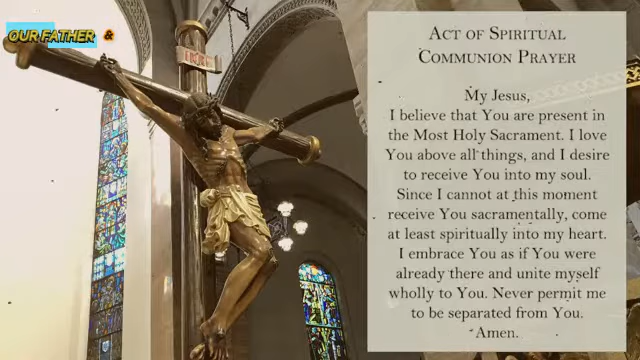 OUR FATHER &
INRI
ACT OF SPIRITUAL
COMMUNION PRAYER
My Jesus,
I believe that You are present in
the Most Holy Sacrament. I love
You above all things, and I desire
to receive You into my soul.
Since I cannot at this moment
receive You sacramentally, come
at least spiritually into my heart.
I embrace You as if You were
already there and unite myself
wholly to You. Never permit me
to be separated from You.
Amen.